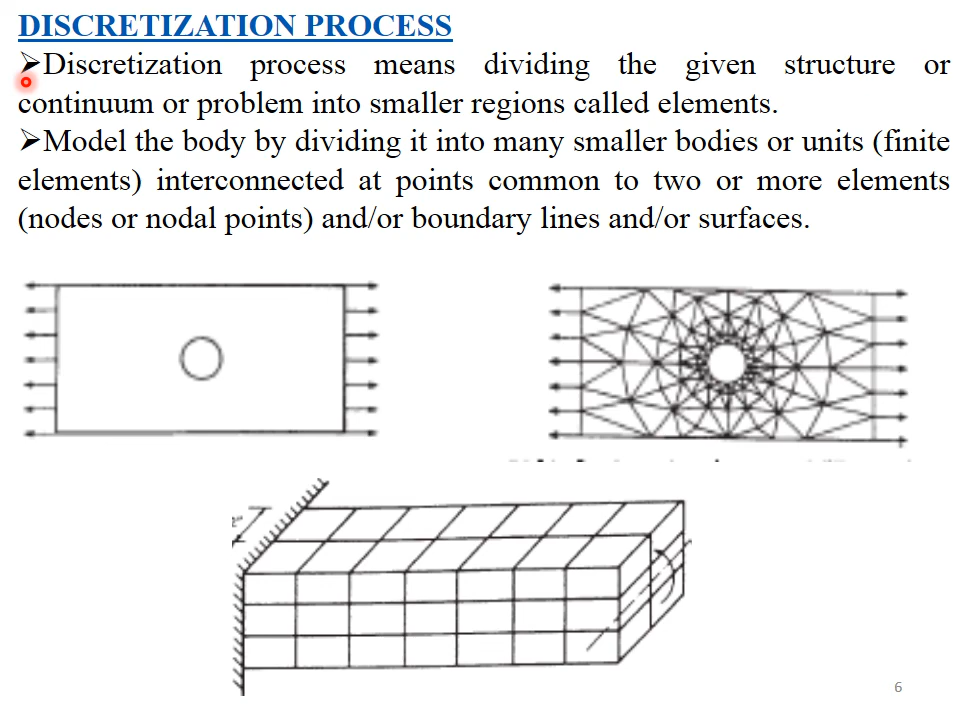 DISCRETIZATION PROCESS
➢Discretization process means dividing the given structure or
continuum or problem into smaller regions called elements.
➢Model the body by dividing it into many smaller bodies or units (finite
elements) interconnected at points common to two or more elements
(nodes or nodal points) and/or boundary lines and/or surfaces.
6